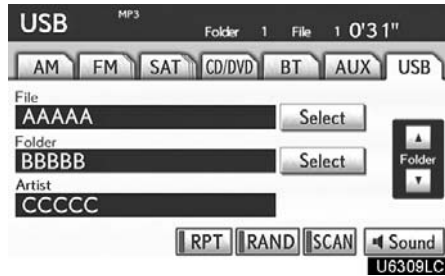 USB MP3 Folder 1 File 1 0'31"
AM FM SAT CD/DVD BT AUX USB
File
AAAAA Select
Folder
BBBBB Select
Folder
Artist
CCCCC
RPT RAND SCAN Sound
U6309LC